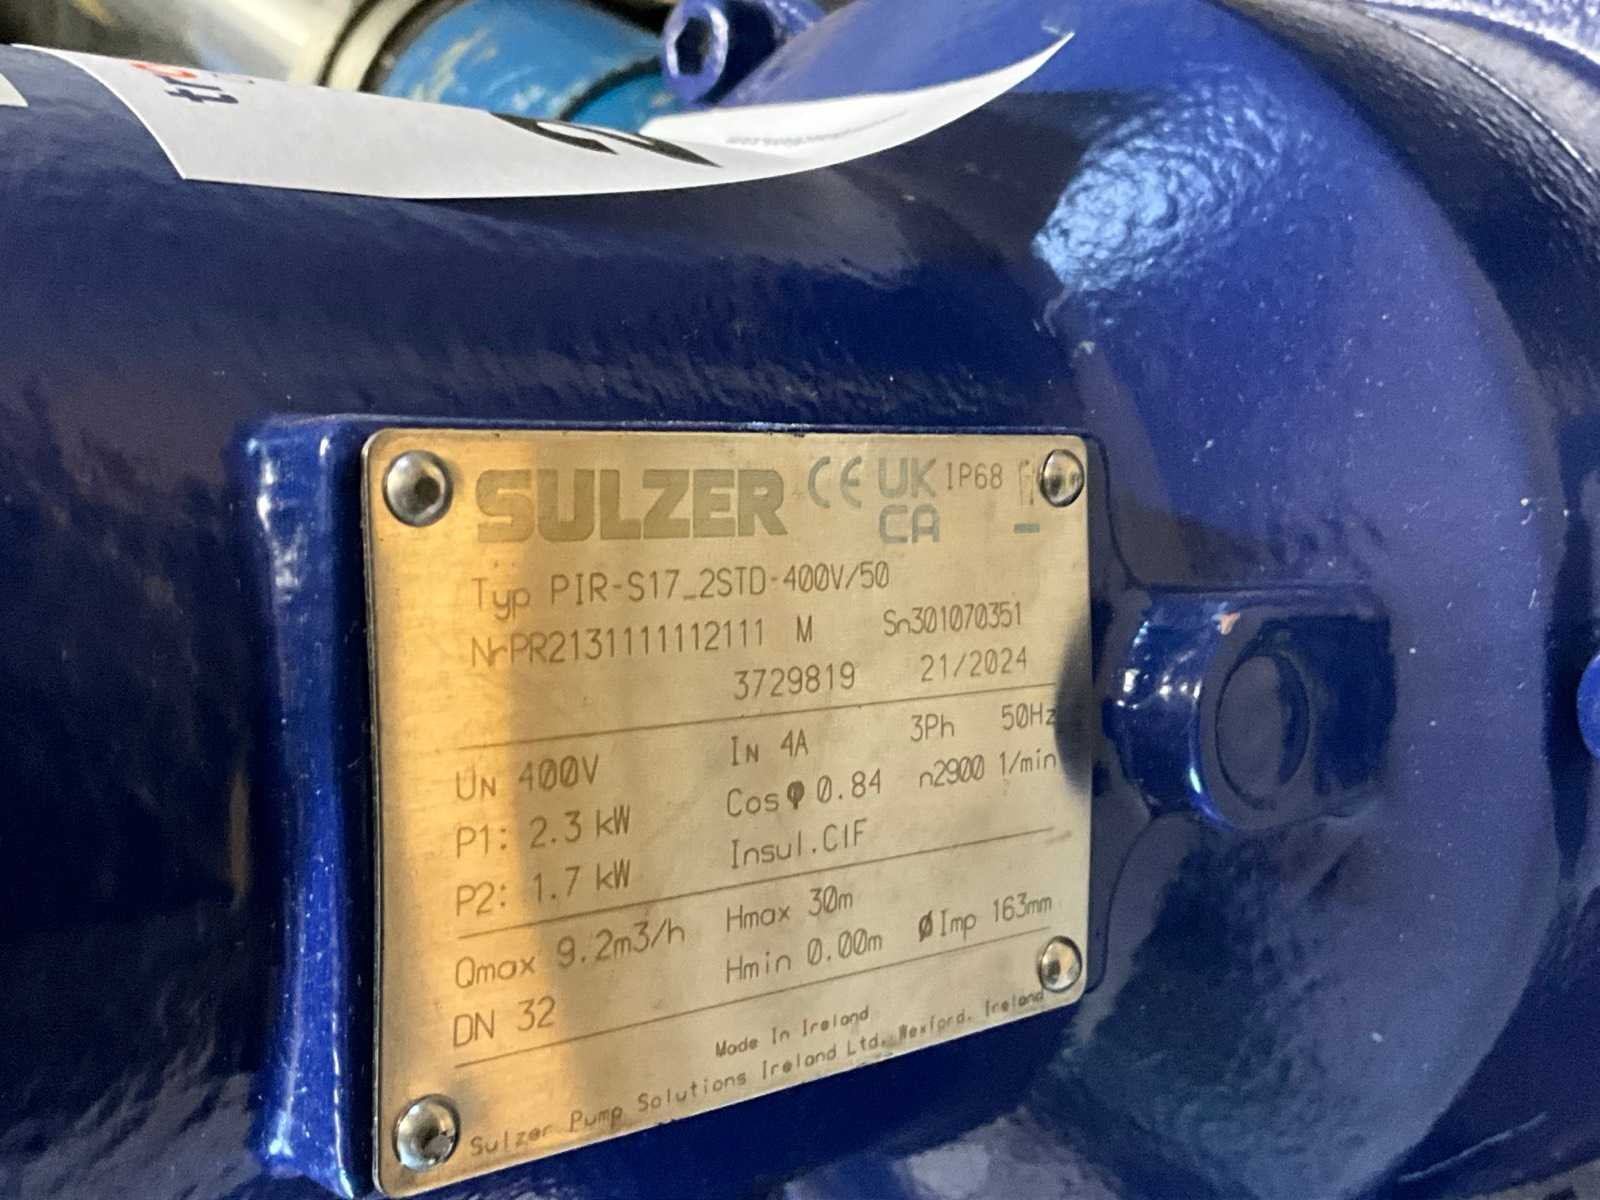 SULZER CE UK CA IP68
Typ PIR-S17_2STD-400V/50
Nr PR2131111112111 M Sn301070351
3729819 21/2024
UN 400V IN 4A 3Ph 50Hz
P1: 2.3 kW Cos φ 0.84 n2900 1/min
P2: 1.7 kW Insul.ClF
Qmax 9.2m3/h Hmax 30m
DN 32 Hmin 0.00m Ø Imp 163mm
Made In Ireland
Sulzer Pump Solutions Ireland Ltd. Wexford, Ireland